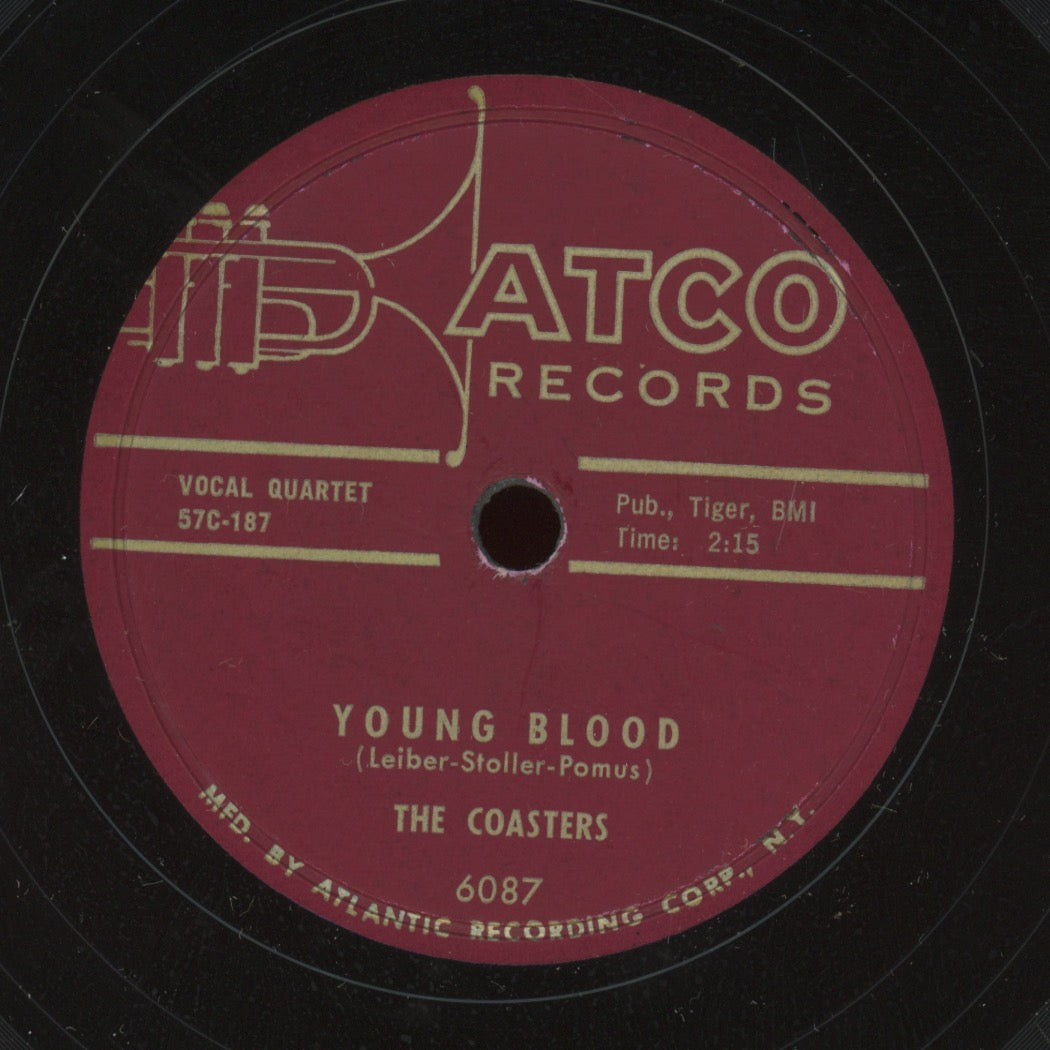 ATCO
RECORDS
VOCAL QUARTET
57C-187
Pub., Tiger, BMI
Time: 2:15
YOUNG BLOOD
(Leiber-Stoller-Pomus)
THE COASTERS
6087
MFD. BY ATLANTIC RECORDING CORP., N.Y.